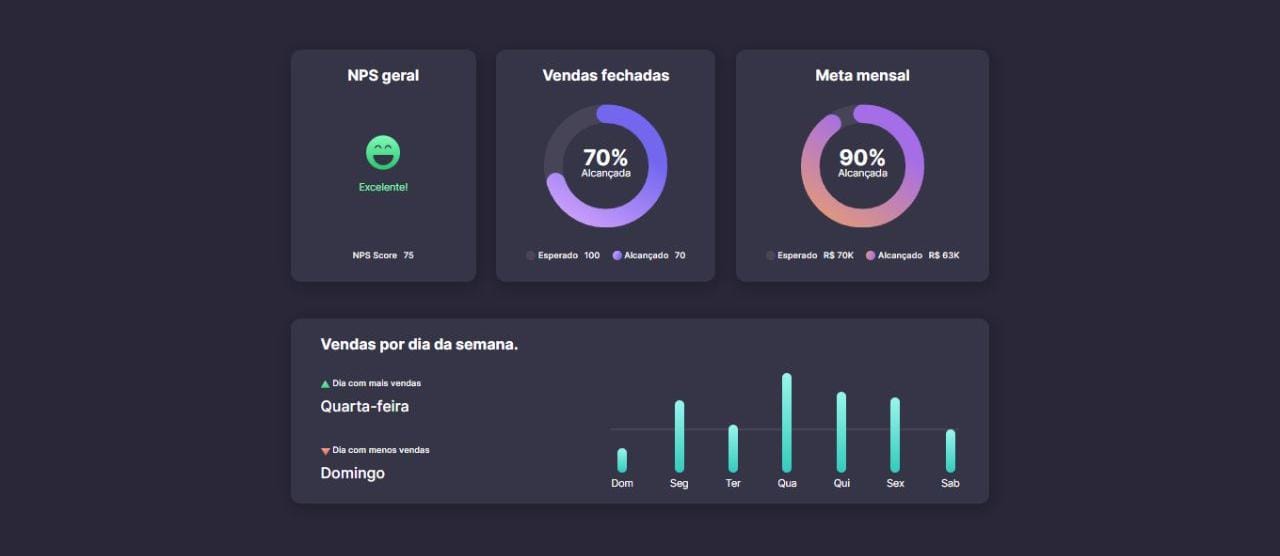 NPS geral
Excelente!
NPS Score 75
Vendas fechadas
70%
Alcançada
Esperado 100 Alcançado 70
Meta mensal
90%
Alcançada
Esperado R$ 70K Alcançado R$ 63K
Vendas por dia da semana.
Dia com mais vendas
Quarta-feira
Dia com menos vendas
Domingo
Dom Seg Ter Qua Qui Sex Sab